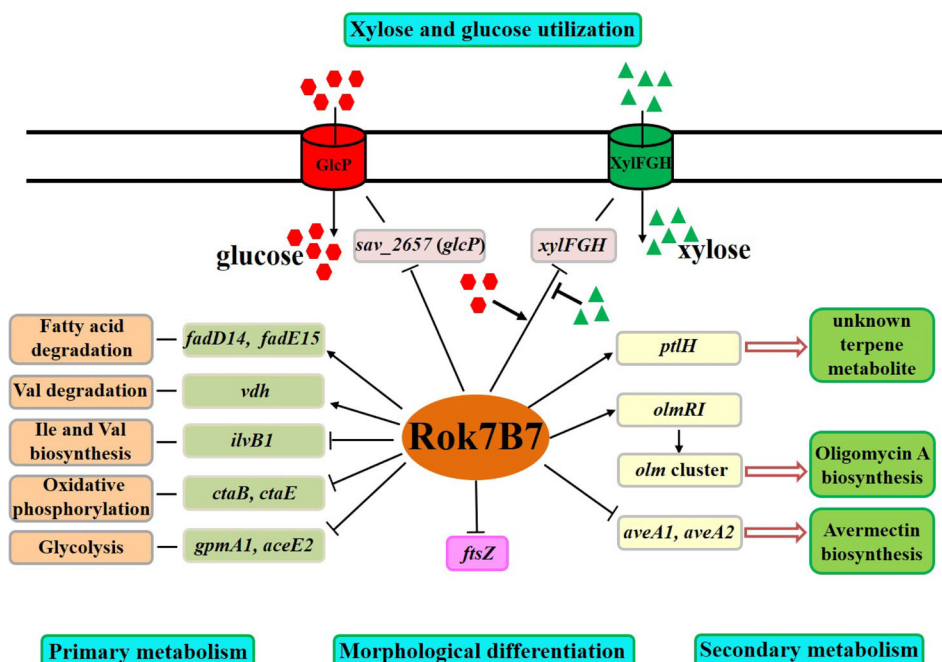 Xylose and glucose utilization
GlcP
XylFGH
glucose
sav_2657 (glcP)
xylFGH
xylose
Fatty acid
degradation
fadD14, fadE15
Val degradation
vdh
Ile and Val
biosynthesis
ilvB1
Oxidative
phosphorylation
ctaB, ctaE
Glycolysis
gpmA1, aceE2
Rok7B7
ftsZ
ptlH
unknown
terpene
metabolite
olmRI
olm cluster
Oligomycin A
biosynthesis
aveA1, aveA2
Avermectin
biosynthesis
Primary metabolism
Morphological differentiation
Secondary metabolism